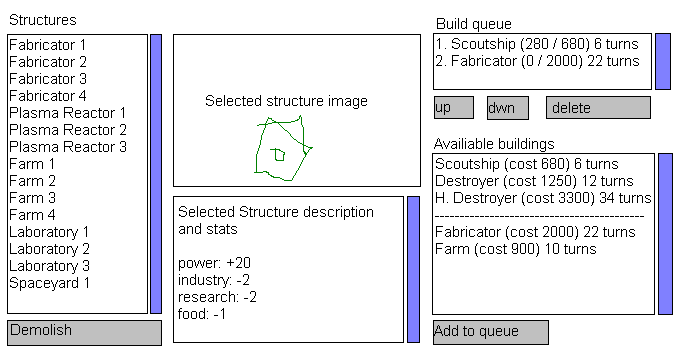 Structures
Fabricator 1
Fabricator 2
Fabricator 3
Fabricator 4
Plasma Reactor 1
Plasma Reactor 2
Plasma Reactor 3
Farm 1
Farm 2
Farm 3
Farm 4
Laboratory 1
Laboratory 2
Laboratory 3
Spaceyard 1
Demolish
Selected structure image
Selected Structure description
and stats
power: +20
industry: -2
research: -2
food: -1
Build queue
1. Scoutship (280 / 680) 6 turns
2. Fabricator (0 / 2000) 22 turns
up
dwn
delete
Availiable buildings
Scoutship (cost 680) 6 turns
Destroyer (cost 1250) 12 turns
H. Destroyer (cost 3300) 34 turns
------------------------------------------
Fabricator (cost 2000) 22 turns
Farm (cost 900) 10 turns
Add to queue